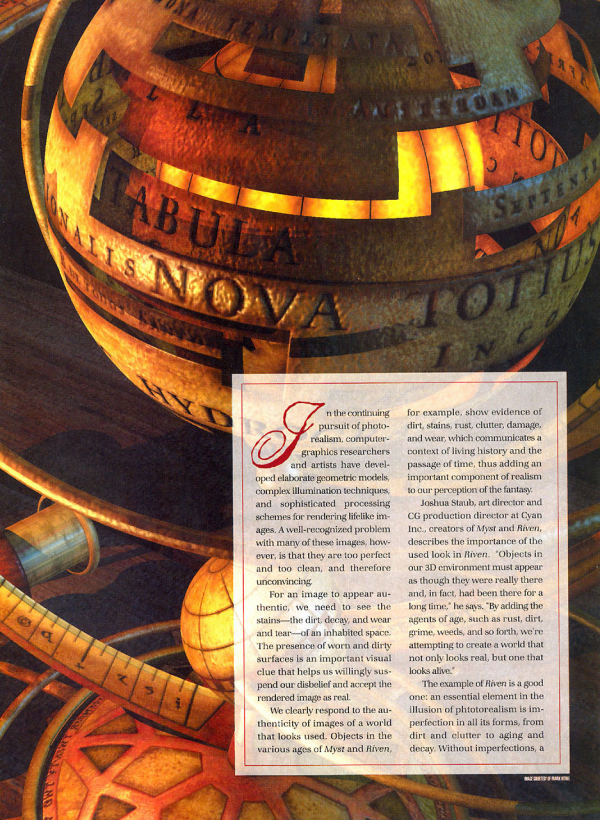 NOVA TEMPERATA
LLA
SEPTENTR
TABULA
ONALIS
NOVA
TOTIUS
INCO
HYDR
In the continuing
pursuit of photo-
realism, computer-
graphics researchers
and artists have devel-
oped elaborate geometric models,
complex illumination techniques,
and sophisticated processing
schemes for rendering lifelike im-
ages. A well-recognized problem
with many of these images, how-
ever, is that they are too perfect
and too clean, and therefore
unconvincing.
For an image to appear au-
thentic, we need to see the
stains—the dirt, decay, and wear
and tear—of an inhabited space.
The presence of worn and dirty
surfaces is an important visual
clue that helps us willingly sus-
pend our disbelief and accept the
rendered image as real.
We clearly respond to the au-
thenticity of images of a world
that looks used. Objects in the
various ages of Myst and Riven,
for example, show evidence of
dirt, stains, rust, clutter, damage,
and wear, which communicates a
context of living history and the
passage of time, thus adding an
important component of realism
to our perception of the fantasy.
Joshua Staub, art director and
CG production director at Cyan
Inc., creators of Myst and Riven,
describes the importance of the
used look in Riven. "Objects in
our 3D environment must appear
as though they were really there
and, in fact, had been there for a
long time," he says. "By adding the
agents of age, such as rust, dirt,
grime, weeds, and so forth, we're
attempting to create a world that
not only looks real, but one that
looks alive."
The example of Riven is a good
one: an essential element in the
illusion of phtotorealism is im-
perfection in all its forms, from
dirt and clutter to aging and
decay. Without imperfections, a